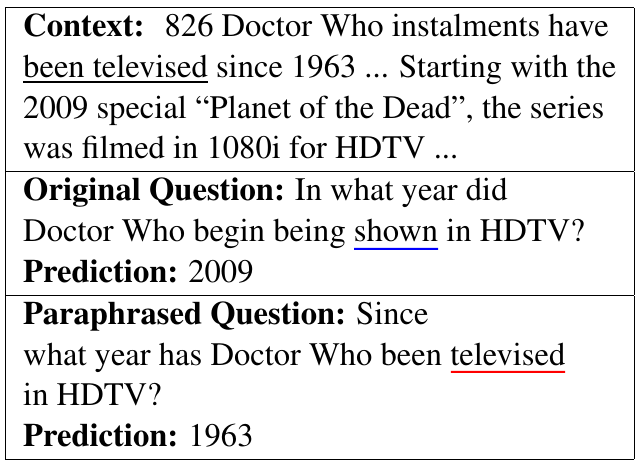 Context: 826 Doctor Who instalments have
been televised since 1963 ... Starting with the
2009 special “Planet of the Dead”, the series
was filmed in 1080i for HDTV ...
Original Question: In what year did
Doctor Who begin being shown in HDTV?
Prediction: 2009
Paraphrased Question: Since
what year has Doctor Who been televised
in HDTV?
Prediction: 1963